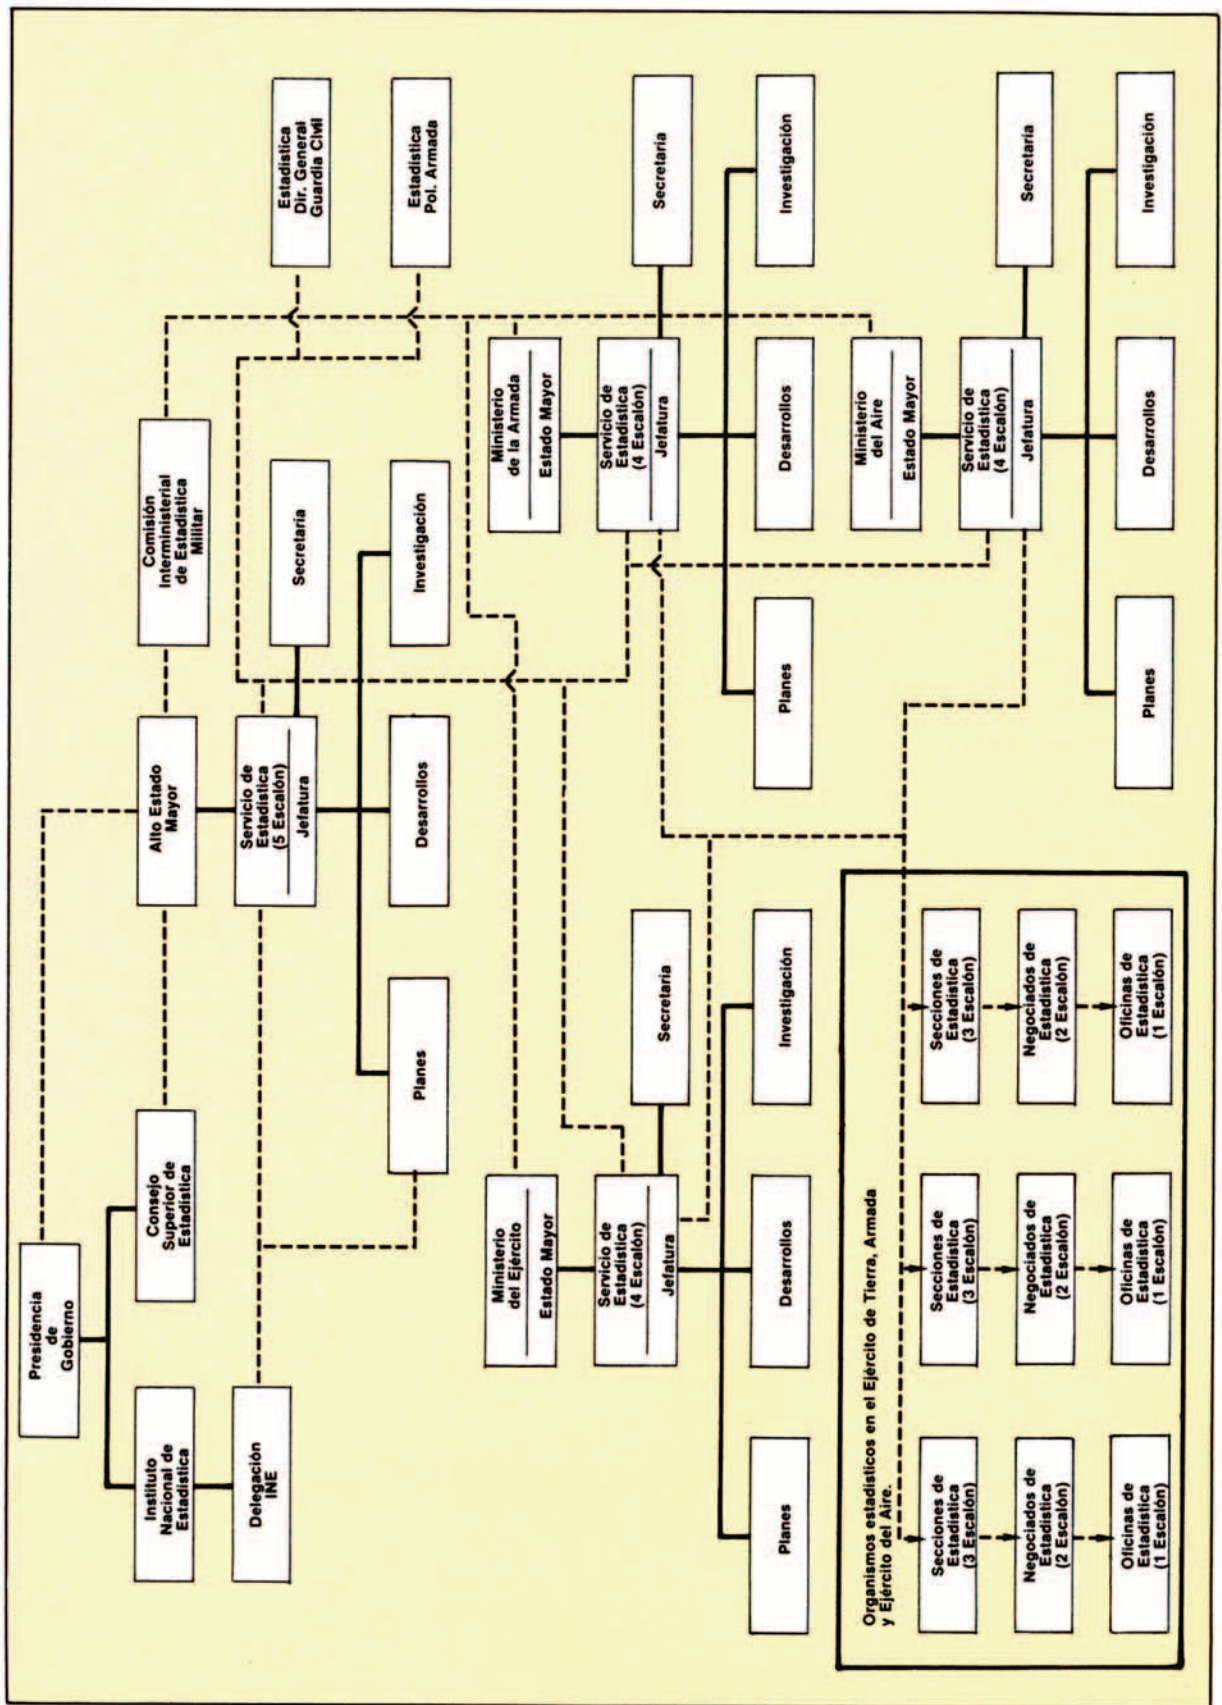 Presidencia
de
Gobierno
Instituto
Nacional de
Estadística
Consejo
Superior de
Estadística
Alto Estado
Mayor
Comisión
Interministerial
de Estadística
Militar
Delegación
INE
Servicio de
Estadística
(5 Escalón)
Jefatura
Secretaria
Estadística
Dir. General
Guardia Civil
Estadística
Pol. Armada
Planes
Desarrollos
Investigación
Ministerio
del Ejército
Estado Mayor
Servicio de
Estadística
(4 Escalón)
Jefatura
Secretaria
Planes
Desarrollos
Investigación
Ministerio
de la Armada
Estado Mayor
Servicio de
Estadística
(4 Escalón)
Jefatura
Secretaria
Planes
Desarrollos
Investigación
Ministerio
del Aire
Estado Mayor
Servicio de
Estadística
(4 Escalón)
Jefatura
Secretaria
Planes
Desarrollos
Investigación
Organismos estadísticos en el Ejército de Tierra, Armada
y Ejército del Aire.
Secciones de
Estadística
(3 Escalón)
Secciones de
Estadística
(3 Escalón)
Secciones de
Estadística
(3 Escalón)
Negociados de
Estadística
(2 Escalón)
Negociados de
Estadística
(2 Escalón)
Negociados de
Estadística
(2 Escalón)
Oficinas de
Estadística
(1 Escalón)
Oficinas de
Estadística
(1 Escalón)
Oficinas de
Estadística
(1 Escalón)